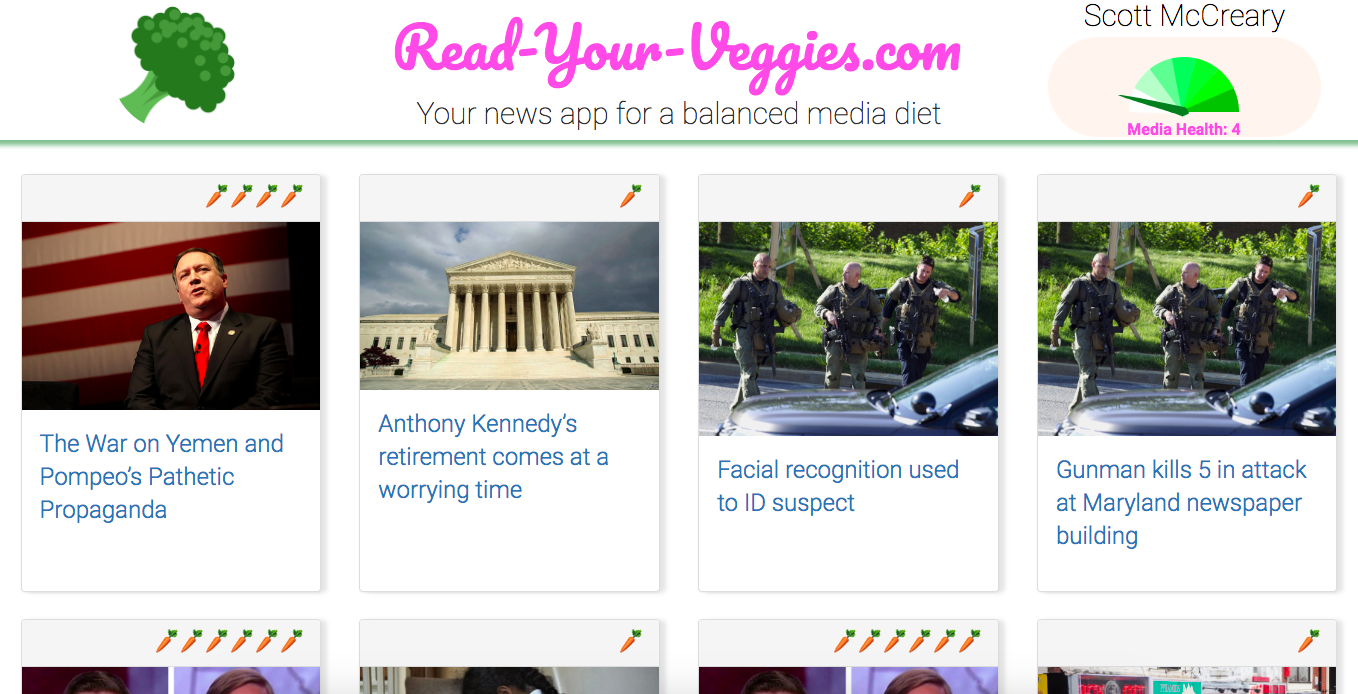 Scott McCreary
Read-Your-Veggies.com
Your news app for a balanced media diet
Media Health: 4
The War on Yemen and
Pompeo’s Pathetic
Propaganda
Anthony Kennedy’s
retirement comes at a
worrying time
Facial recognition used
to ID suspect
Gunman kills 5 in attack
at Maryland newspaper
building